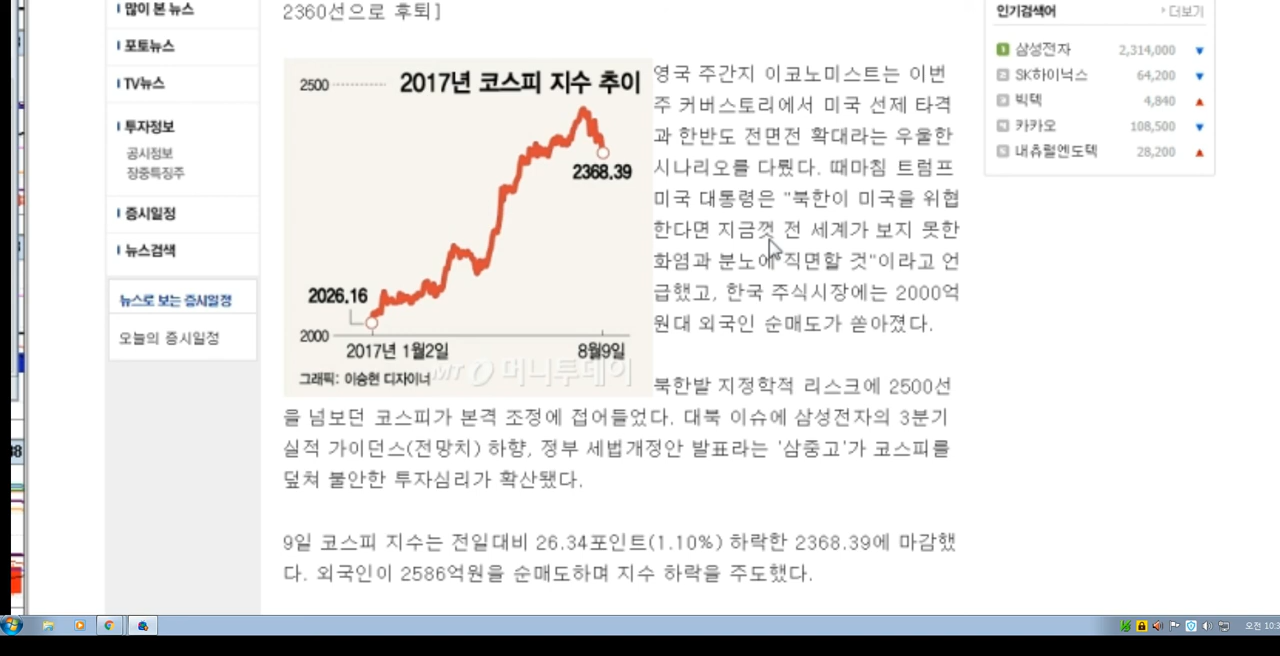 많이 본 뉴스
포토뉴스
TV뉴스
투자정보
공시정보
장중특징주
증시일정
뉴스검색
뉴스로 보는 증시일정
오늘의 증시일정
2360선으로 후퇴]
2500
2017년 코스피 지수 추이
2368.39
2026.16
2000
2017년 1월2일
8월9일
그래픽: 이승현 디자이너
MT 머니투데이
영국 주간지 이코노미스트는 이번
주 커버스토리에서 미국 선제 타격
과 한반도 전면전 확대라는 우울한
시나리오를 다뤘다. 때마침 트럼프
미국 대통령은 "북한이 미국을 위협
한다면 지금껏 전 세계가 보지 못한
화염과 분노에 직면할 것"이라고 언
급했고, 한국 주식시장에는 2000억
원대 외국인 순매도가 쏟아졌다.
북한발 지정학적 리스크에 2500선
을 넘보던 코스피가 본격 조정에 접어들었다. 대북 이슈에 삼성전자의 3분기
실적 가이던스(전망치) 하향, 정부 세법개정안 발표라는 '삼중고'가 코스피를
덮쳐 불안한 투자심리가 확산됐다.
9일 코스피 지수는 전일대비 26.34포인트(1.10%) 하락한 2368.39에 마감했
다. 외국인이 2586억원을 순매도하며 지수 하락을 주도했다.
인기검색어 더보기
1 삼성전자 2,314,000 ▼
2 SK하이닉스 64,200 ▼
3 빅텍 4,840 ▲
4 카카오 108,500 ▼
5 내츄럴엔도텍 28,200 ▲